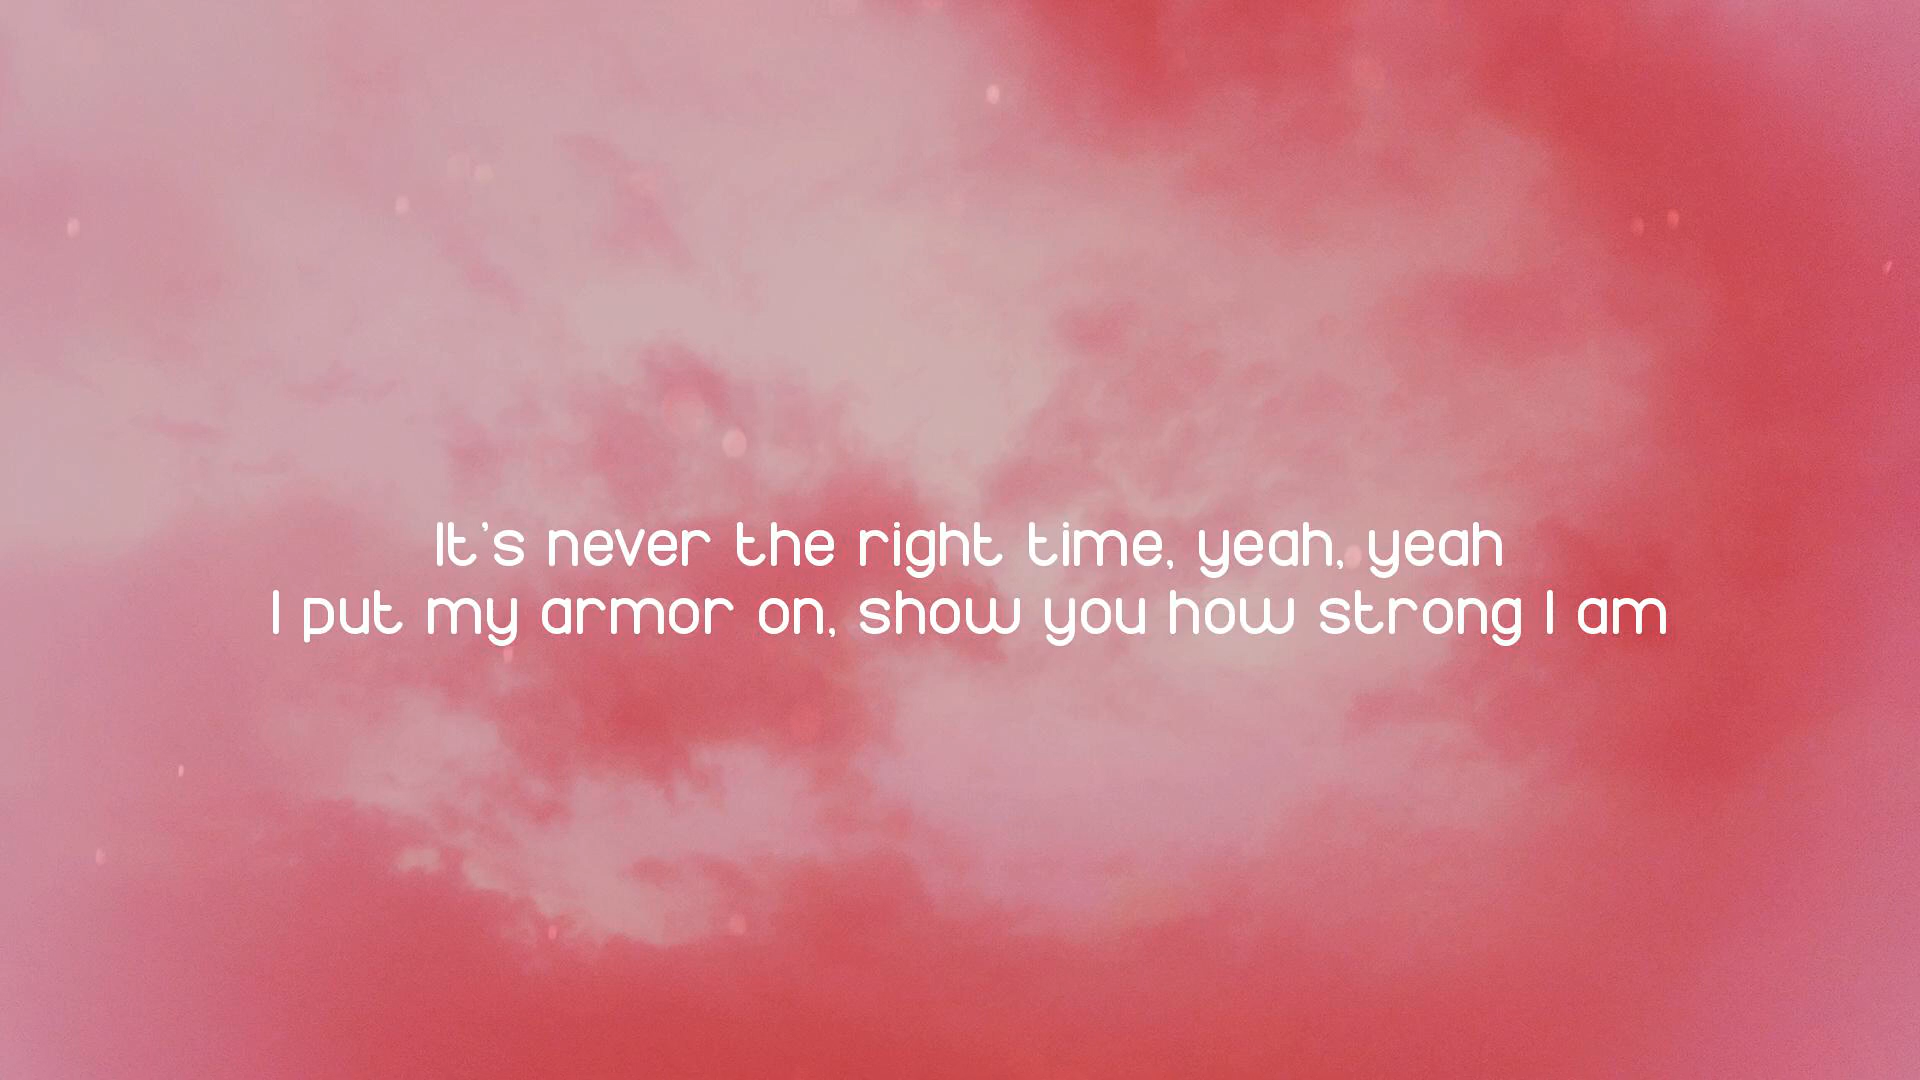 It's never the right time, yeah, yeah
I put my armor on, show you how strong I am